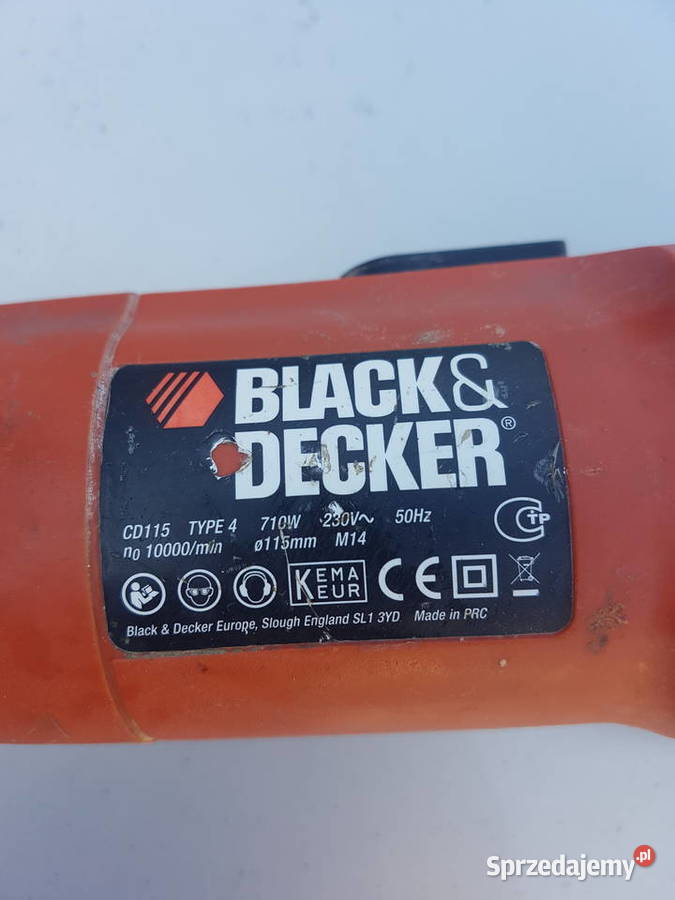 BLACK&
DECKER®
CD115 TYPE 4 710W 230V~ 50Hz
n₀ 10000/min ø115mm M14
KEMA
KEUR
CE
Black & Decker Europe, Slough England SL1 3YD Made in PRC
Sprzedajemy.pl